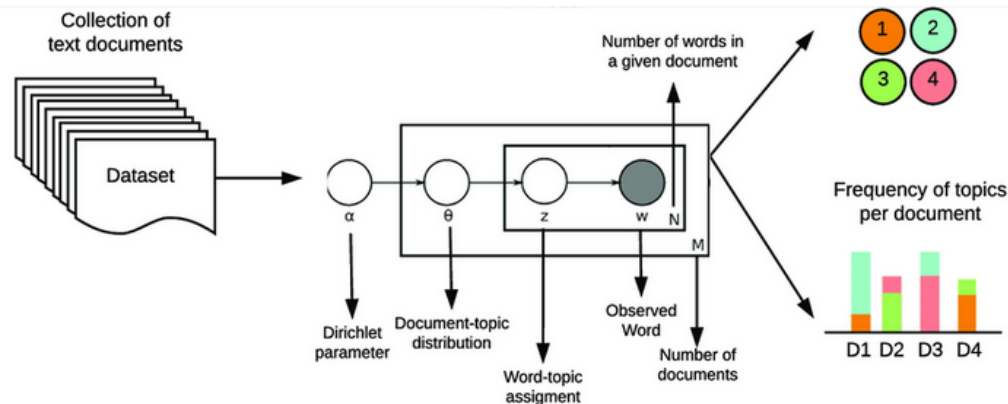 Collection of
text documents
Dataset
Number of words in
a given document
α
θ
z
w
N
M
Dirichlet
parameter
Document-topic
distribution
Word-topic
assigment
Observed
Word
Number of
documents
1
2
3
4
Frequency of topics
per document
D1 D2 D3 D4